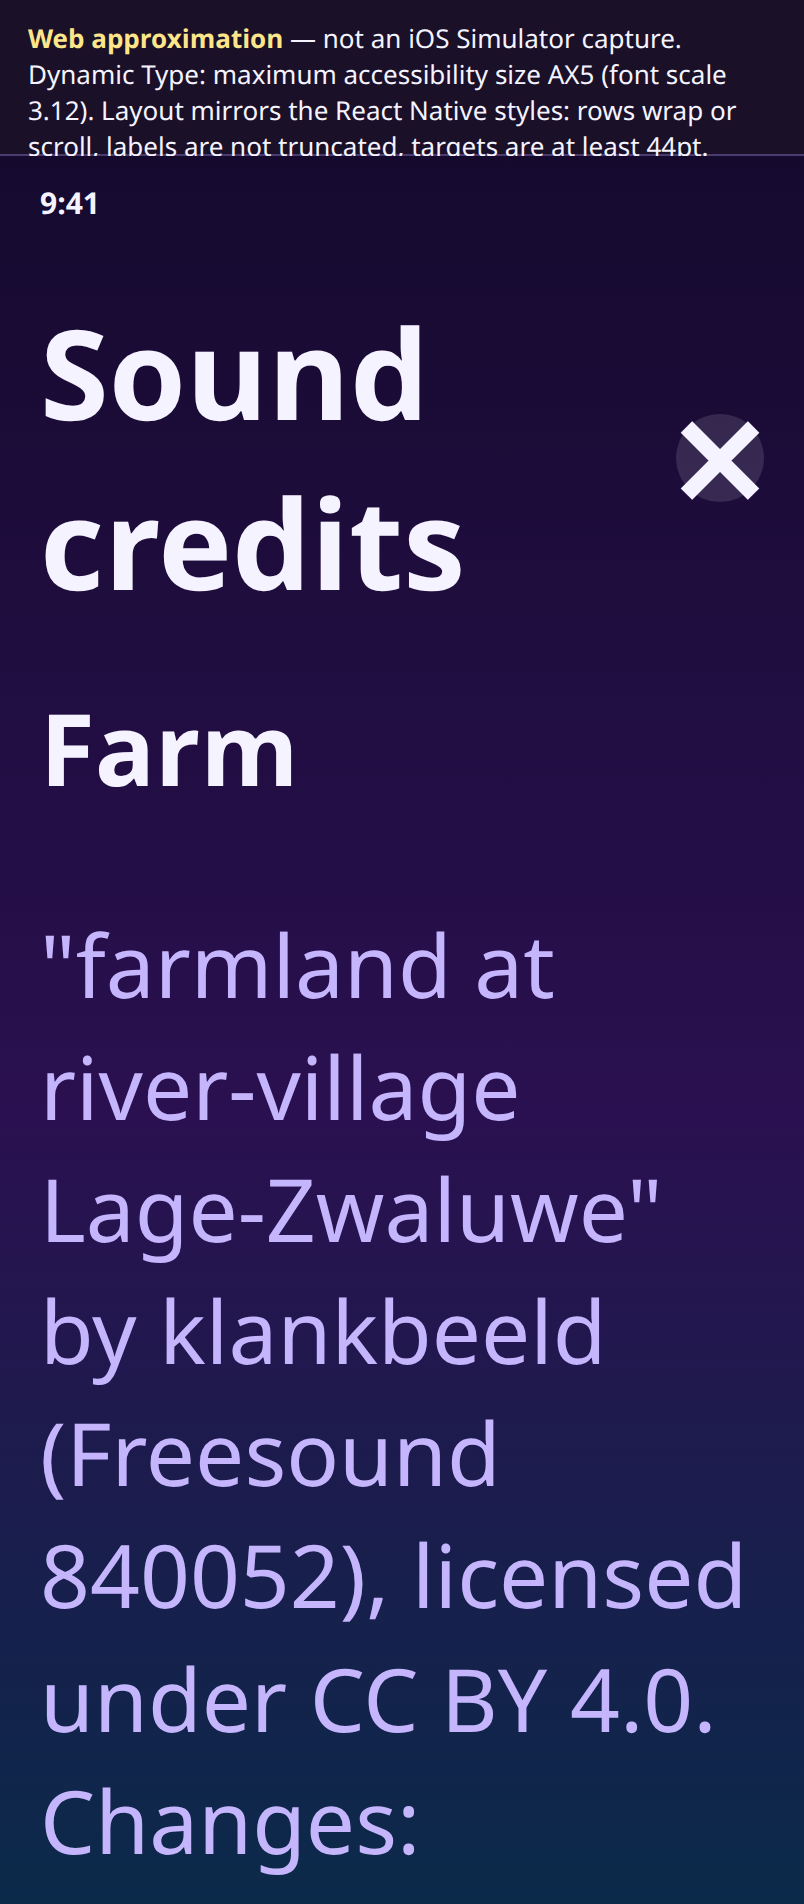 Web approximation — not an iOS Simulator capture.
Dynamic Type: maximum accessibility size AX5 (font scale
3.12). Layout mirrors the React Native styles: rows wrap or
scroll, labels are not truncated, targets are at least 44pt.
9:41
Sound
credits
Farm
"farmland at
river-village
Lage-Zwaluwe"
by klankbeeld
(Freesound
840052), licensed
under CC BY 4.0.
Changes: